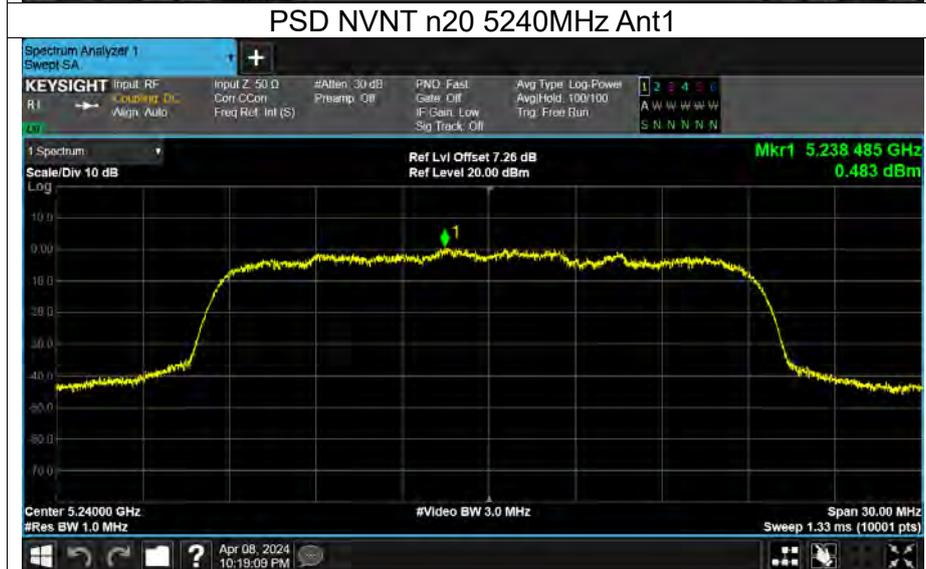 PSD NVNT n20 5240MHz Ant1
Spectrum Analyzer 1
Swept SA
+
KEYSIGHT Input: RF Input Z: 50 Ω #Atten: 30 dB PNO: Fast Avg Type: Log-Power 1 2 3 4 5 6
Coupling: DC Corr CCorr Preamp: Off Gate: Off Avg|Hold: 100/100 A W W W W W
Align: Auto Freq Ref: Int (S) IF Gain: Low Trig: Free Run
Sig Track: Off S N N N N N
1 Spectrum Ref Lvl Offset 7.26 dB Mkr1 5.238 485 GHz
Scale/Div 10 dB Ref Level 20.00 dBm 0.483 dBm
Log
10.0
1
0.00
-10.0
-20.0
-30.0
-40.0
-50.0
-60.0
-70.0
Center 5.24000 GHz #Video BW 3.0 MHz Span 30.00 MHz
#Res BW 1.0 MHz Sweep 1.33 ms (10001 pts)
? Apr 08, 2024
10:19:09 PM